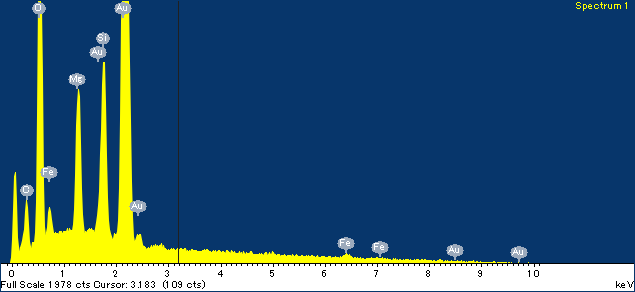 Spectrum 1
O Au
Si
Au
Mg
Fe
Au
Fe Fe Au Au
0 1 2 3 4 5 6 7 8 9 10
Full Scale 1978 cts Cursor: 3.183 (109 cts) keV